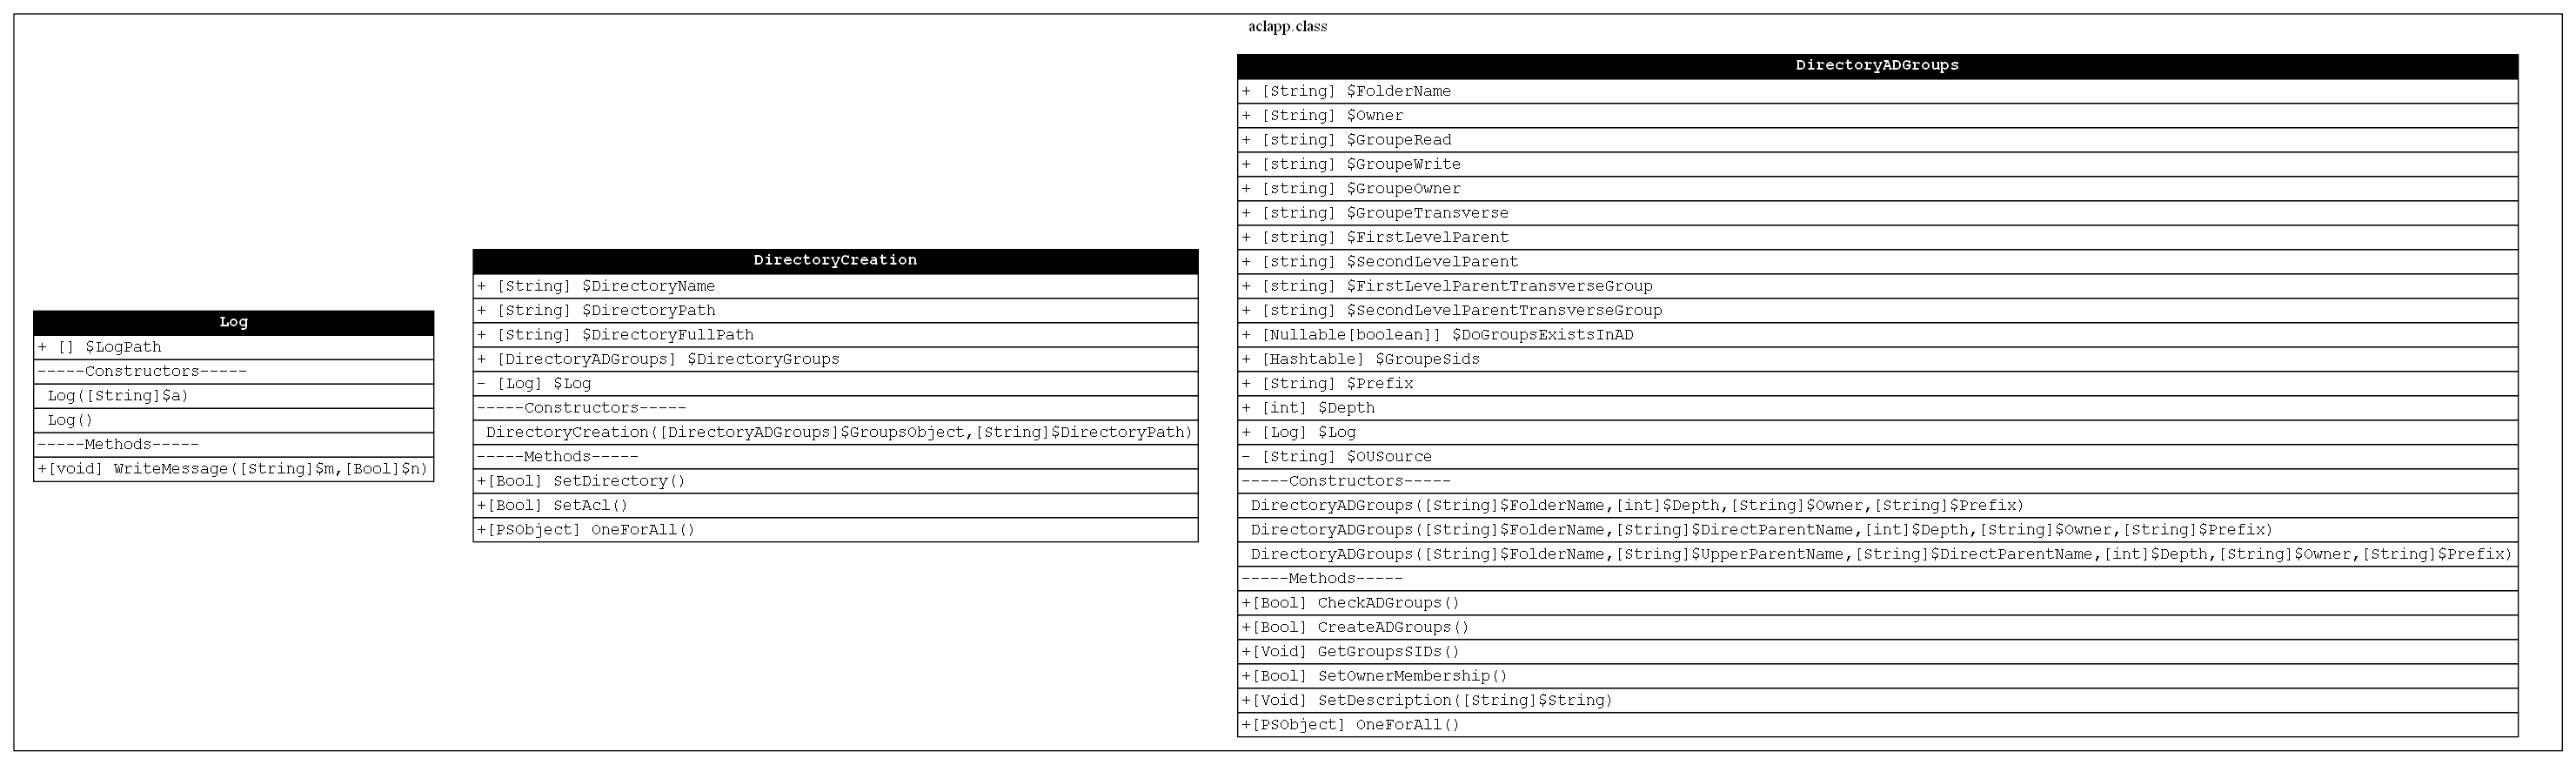 aclapp.class
Log
+ [] $LogPath
-----Constructors-----
Log([String]$a)
Log()
-----Methods-----
+[void] WriteMessage([String]$m,[Bool]$n)
DirectoryCreation
+ [String] $DirectoryName
+ [String] $DirectoryPath
+ [String] $DirectoryFullPath
+ [DirectoryADGroups] $DirectoryGroups
- [Log] $Log
-----Constructors-----
DirectoryCreation([DirectoryADGroups]$GroupsObject,[String]$DirectoryPath)
-----Methods-----
+[Bool] SetDirectory()
+[Bool] SetAcl()
+[PSObject] OneForAll()
DirectoryADGroups
+ [String] $FolderName
+ [String] $Owner
+ [string] $GroupeRead
+ [string] $GroupeWrite
+ [string] $GroupeOwner
+ [string] $GroupeTransverse
+ [string] $FirstLevelParent
+ [string] $SecondLevelParent
+ [string] $FirstLevelParentTransverseGroup
+ [string] $SecondLevelParentTransverseGroup
+ [Nullable[boolean]] $DoGroupsExistsInAD
+ [Hashtable] $GroupeSids
+ [String] $Prefix
+ [int] $Depth
+ [Log] $Log
- [String] $OUSource
-----Constructors-----
DirectoryADGroups([String]$FolderName,[int]$Depth,[String]$Owner,[String]$Prefix)
DirectoryADGroups([String]$FolderName,[String]$DirectParentName,[int]$Depth,[String]$Owner,[String]$Prefix)
DirectoryADGroups([String]$FolderName,[String]$UpperParentName,[String]$DirectParentName,[int]$Depth,[String]$Owner,[String]$Prefix)
-----Methods-----
+[Bool] CheckADGroups()
+[Bool] CreateADGroups()
+[Void] GetGroupsSIDs()
+[Bool] SetOwnerMembership()
+[Void] SetDescription([String]$String)
+[PSObject] OneForAll()